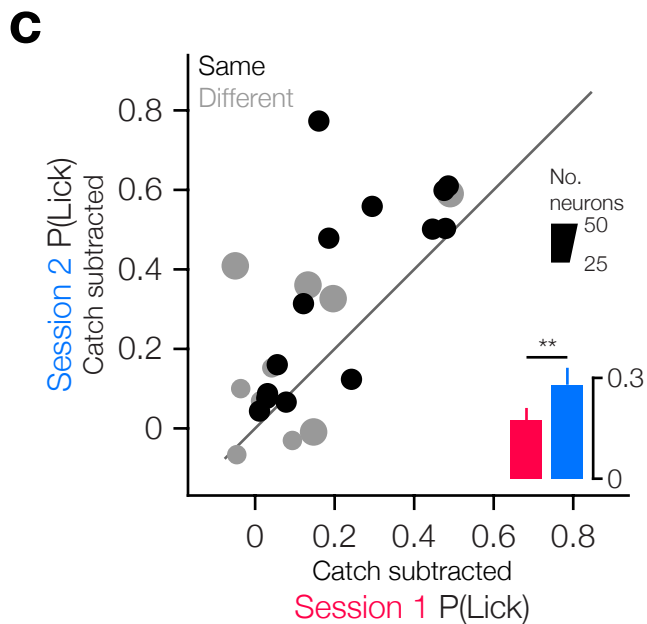 c
Same
Different
0.8
0.6
0.4
0.2
0
Session 2 P(Lick)
Catch subtracted
No.
neurons
50
25
**
0.3
0
0 0.2 0.4 0.6 0.8
Catch subtracted
Session 1 P(Lick)